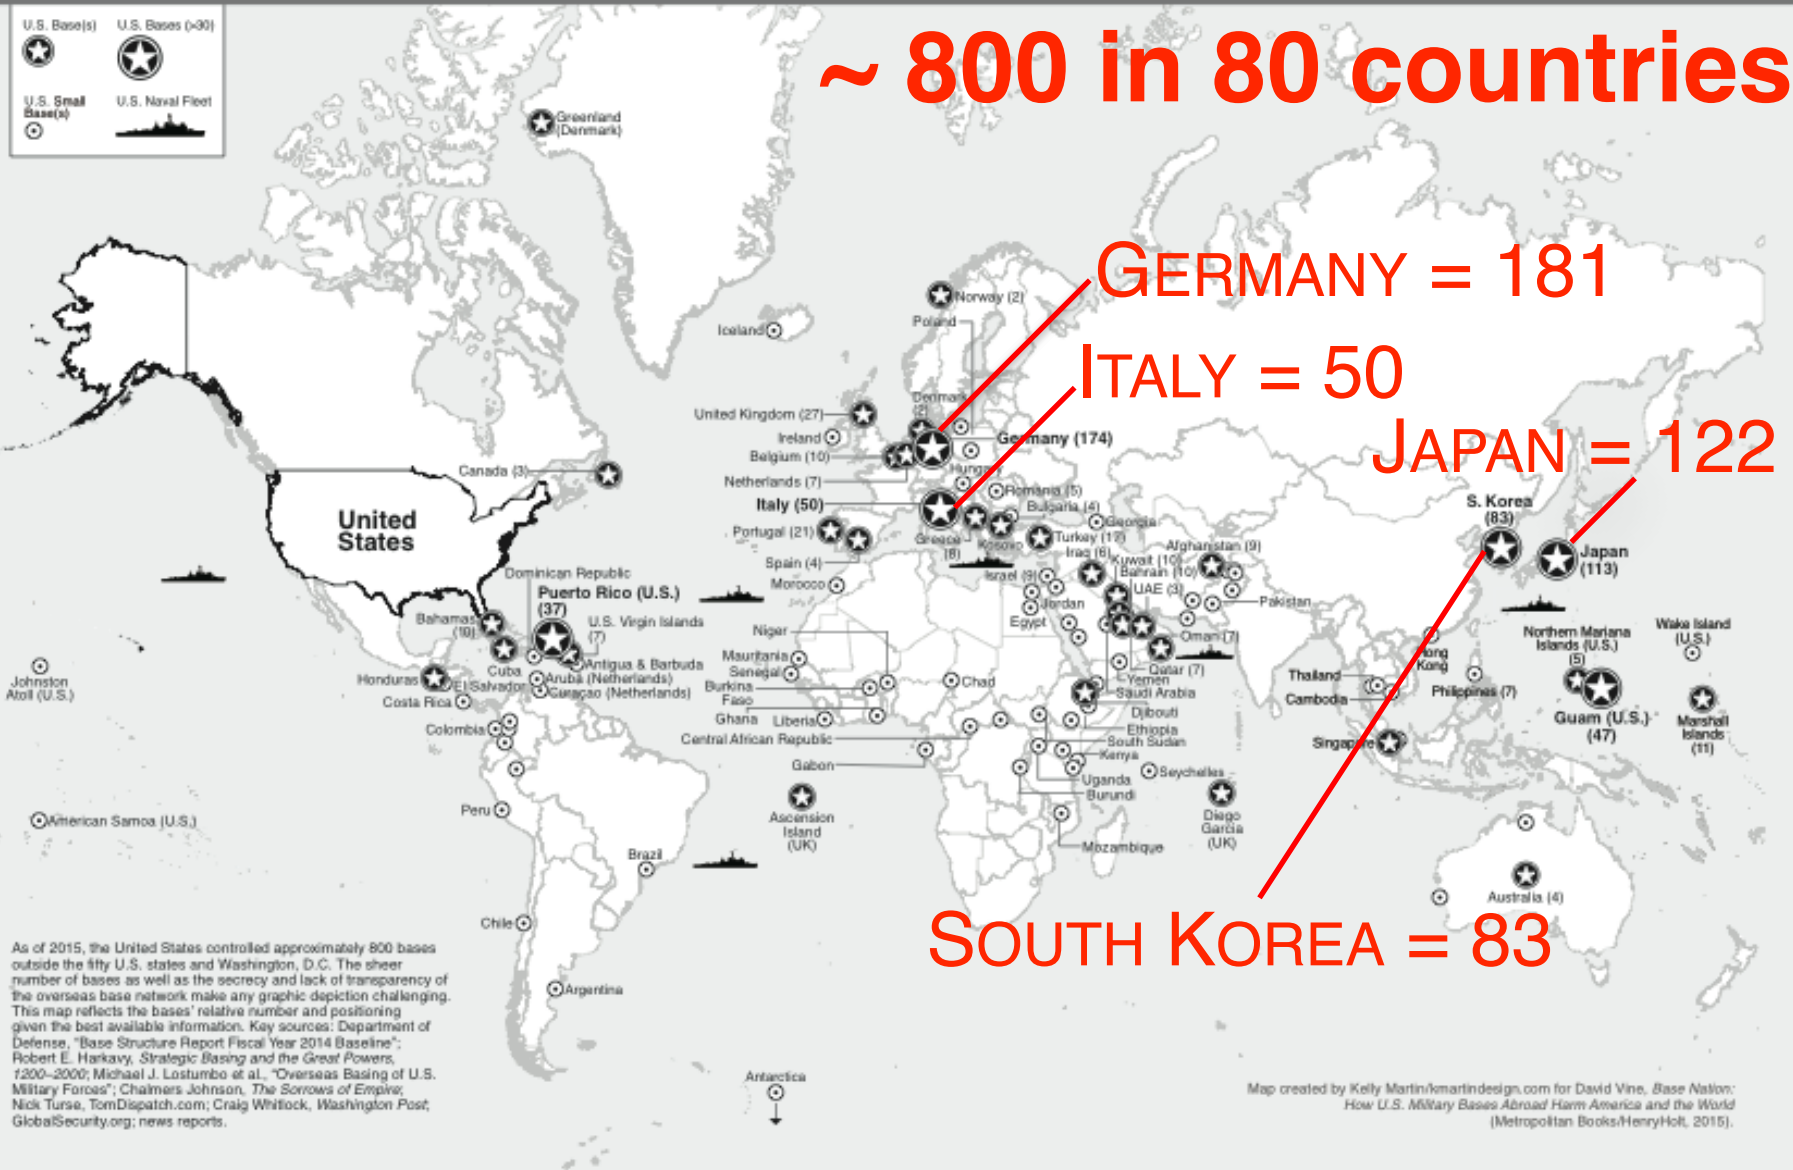 U.S. Base(s)
U.S. Bases (>30)
U.S. Small
Base(s)
U.S. Naval Fleet
~ 800 in 80 countries
Greenland
(Denmark)
GERMANY = 181
Norway (2)
Poland
Iceland
ITALY = 50
Denmark
(2)
United Kingdom (27)
Ireland
Germany (174)
JAPAN = 122
Belgium (10)
Hungary
Canada (3)
Netherlands (7)
Romania (5)
Italy (50)
Bulgaria (4)
S. Korea
(83)
United
States
Portugal (21)
Georgia
Greece
(8)
Kosovo
Turkey (17)
Iraq (6)
Afghanistan (9)
Japan
(113)
Spain (4)
Kuwait (10)
Bahrain (10)
Dominican Republic
Israel (9)
Morocco
UAE (3)
Puerto Rico (U.S.)
(37)
Jordan
Pakistan
Bahamas
U.S. Virgin Islands
(7)
Egypt
Niger
Oman (7)
Hong
Kong
Northern Mariana
Islands (U.S.)
(5)
Wake Island
(U.S.)
Johnston
Atoll (U.S.)
Honduras
Cuba
Antigua & Barbuda
El Salvador
Aruba (Netherlands)
Curaçao (Netherlands)
Costa Rica
Mauritania
Senegal
Burkina
Faso
Chad
Qatar (7)
Yemen
Saudi Arabia
Thailand
Cambodia
Philippines (7)
Colombia
Ghana
Liberia
Djibouti
Ethiopia
Guam (U.S.)
(47)
Marshall
Islands
(11)
Central African Republic
South Sudan
Kenya
Singapore
Gabon
Uganda
Burundi
Seychelles
Peru
American Samoa (U.S.)
Ascension
Island
(UK)
Diego
Garcia
(UK)
Brazil
Mozambique
Australia (4)
Chile
SOUTH KOREA = 83
Argentina
As of 2015, the United States controlled approximately 800 bases
outside the fifty U.S. states and Washington, D.C. The sheer
number of bases as well as the secrecy and lack of transparency of
the overseas base network make any graphic depiction challenging.
This map reflects the bases' relative number and positioning
given the best available information. Key sources: Department of
Defense, "Base Structure Report Fiscal Year 2014 Baseline";
Robert E. Harkavy, Strategic Basing and the Great Powers,
1200–2000; Michael J. Lostumbo et al., "Overseas Basing of U.S.
Military Forces"; Chalmers Johnson, The Sorrows of Empire;
Nick Turse, TomDispatch.com; Craig Whitlock, Washington Post;
GlobalSecurity.org; news reports.
Antarctica
Map created by Kelly Martin/kmartindesign.com for David Vine, Base Nation:
How U.S. Military Bases Abroad Harm America and the World
(Metropolitan Books/HenryHolt, 2015).